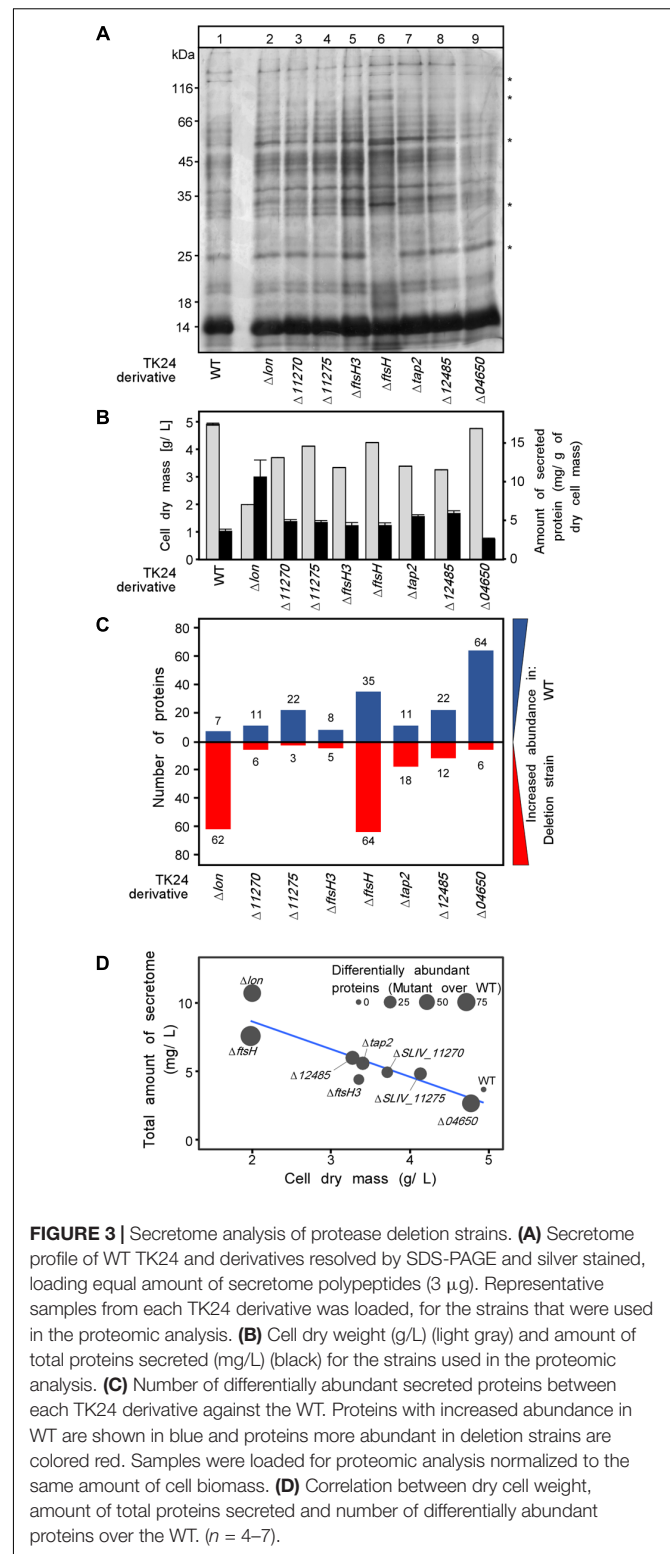 A
1 2 3 4 5 6 7 8 9
kDa
116
66
45
35
25
18
14
*
*
*
*
*
TK24
derivative
WT
Δlon
Δ11270
Δ11275
ΔftsH3
ΔftsH
Δtap2
Δ12485
Δ04650
B
Cell dry mass [g/ L]
5
4
3
2
1
0
15
10
5
0
Amount of secreted
protein (mg/ g of
dry cell mass)
TK24
derivative
WT
Δlon
Δ11270
Δ11275
ΔftsH3
ΔftsH
Δtap2
Δ12485
Δ04650
C
Number of proteins
80
60
40
20
0
20
40
60
80
7 11 22 8 35 11 22 64
62 6 3 5 64 18 12 6
Increased abundance in:
WT
Deletion strain
TK24
derivative
Δlon
Δ11270
Δ11275
ΔftsH3
ΔftsH
Δtap2
Δ12485
Δ04650
D
Total amount of secretome
(mg/ L)
10
5
0
Differentially abundant
proteins (Mutant over WT)
0 25 50 75
Δlon
ΔftsH
Δ12485
Δtap2
ΔftsH3
ΔSLIV_11270
ΔSLIV_11275
WT
Δ04650
2 3 4 5
Cell dry mass (g/ L)
FIGURE 3 | Secretome analysis of protease deletion strains. (A) Secretome
profile of WT TK24 and derivatives resolved by SDS-PAGE and silver stained,
loading equal amount of secretome polypeptides (3 μg). Representative
samples from each TK24 derivative was loaded, for the strains that were used
in the proteomic analysis. (B) Cell dry weight (g/L) (light gray) and amount of
total proteins secreted (mg/L) (black) for the strains used in the proteomic
analysis. (C) Number of differentially abundant secreted proteins between
each TK24 derivative against the WT. Proteins with increased abundance in
WT are shown in blue and proteins more abundant in deletion strains are
colored red. Samples were loaded for proteomic analysis normalized to the
same amount of cell biomass. (D) Correlation between dry cell weight,
amount of total proteins secreted and number of differentially abundant
proteins over the WT. (n = 4–7).